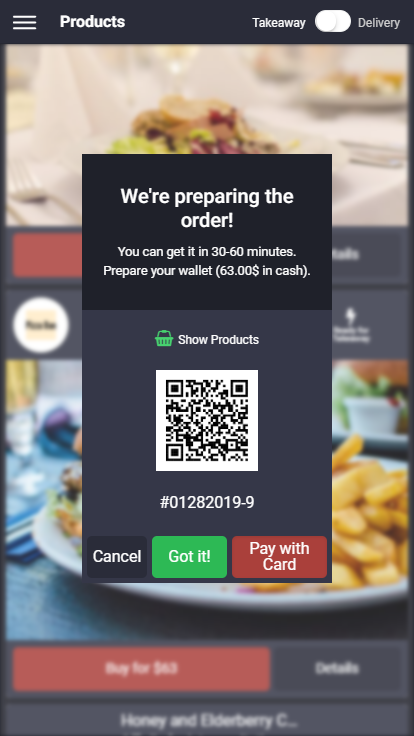 Products
Takeaway
Delivery
We're preparing the
order!
You can get it in 30-60 minutes.
Prepare your wallet (63.00$ in cash).
Show Products
#01282019-9
Cancel
Got it!
Pay with
Card
Buy for $63
Details
Honey and Elderberry C...